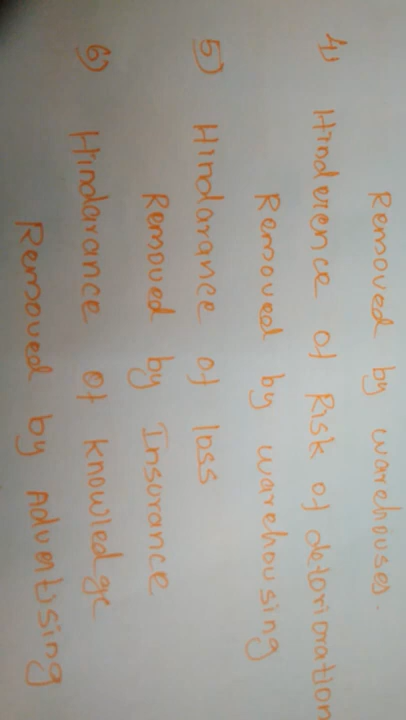 Removed by warehouses.
4) Hinderence of Risk of detorioration
Removed by warehousing
5) Hindarance of loss
Removed by Insurance
6) Hindarance of knowledge
Removed by Advertising